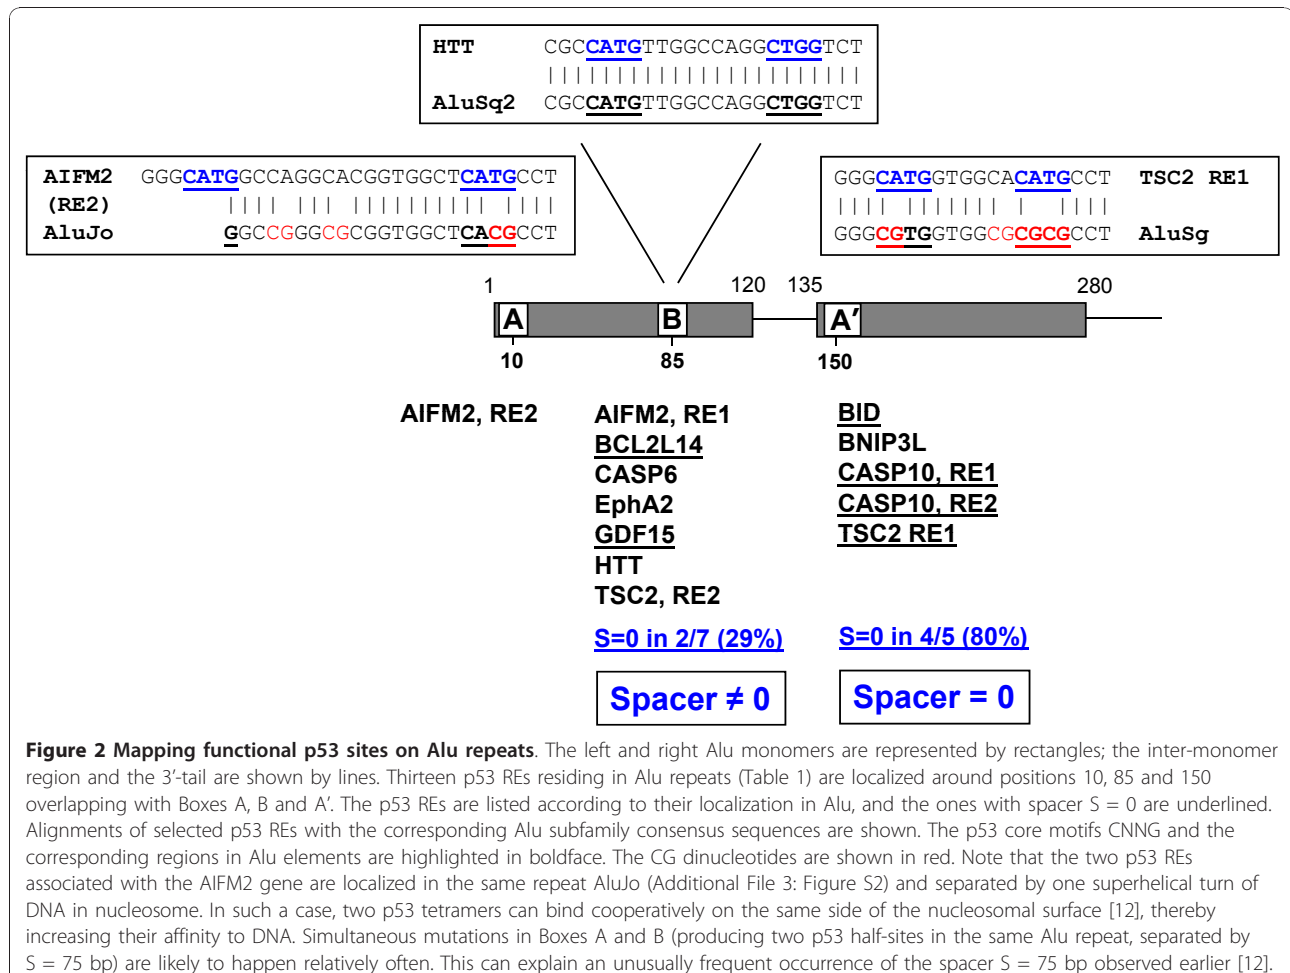 HTT CGCCATGTTGGCCAGGCTGGTCT
||||||||||||||||||||||
AluSq2 CGCCATGTTGGCCAGGCTGGTCT
AIFM2 GGGCATGGCCAGGCACGGTGGCTCATGCCT
(RE2) |||| ||| ||||||||||| ||||
AluJo GGCCGGGCGCGGTGGCTCACGCCT
GGGCATGGTGGCACATGCCT TSC2 RE1
|||| ||||||| | ||||
GGGCGTGGTGGCGCGCGCCT AluSg
1 120 135 280
A B A′
10 85 150
AIFM2, RE2
AIFM2, RE1
BCL2L14
CASP6
EphA2
GDF15
HTT
TSC2, RE2
S=0 in 2/7 (29%)
Spacer ≠ 0
BID
BNIP3L
CASP10, RE1
CASP10, RE2
TSC2 RE1
S=0 in 4/5 (80%)
Spacer = 0
Figure 2 Mapping functional p53 sites on Alu repeats. The left and right Alu monomers are represented by rectangles; the inter-monomer
region and the 3′-tail are shown by lines. Thirteen p53 REs residing in Alu repeats (Table 1) are localized around positions 10, 85 and 150
overlapping with Boxes A, B and A′. The p53 REs are listed according to their localization in Alu, and the ones with spacer S = 0 are underlined.
Alignments of selected p53 REs with the corresponding Alu subfamily consensus sequences are shown. The p53 core motifs CNNG and the
corresponding regions in Alu elements are highlighted in boldface. The CG dinucleotides are shown in red. Note that the two p53 REs
associated with the AIFM2 gene are localized in the same repeat AluJo (Additional File 3: Figure S2) and separated by one superhelical turn of
DNA in nucleosome. In such a case, two p53 tetramers can bind cooperatively on the same side of the nucleosomal surface [12], thereby
increasing their affinity to DNA. Simultaneous mutations in Boxes A and B (producing two p53 half-sites in the same Alu repeat, separated by
S = 75 bp) are likely to happen relatively often. This can explain an unusually frequent occurrence of the spacer S = 75 bp observed earlier [12].